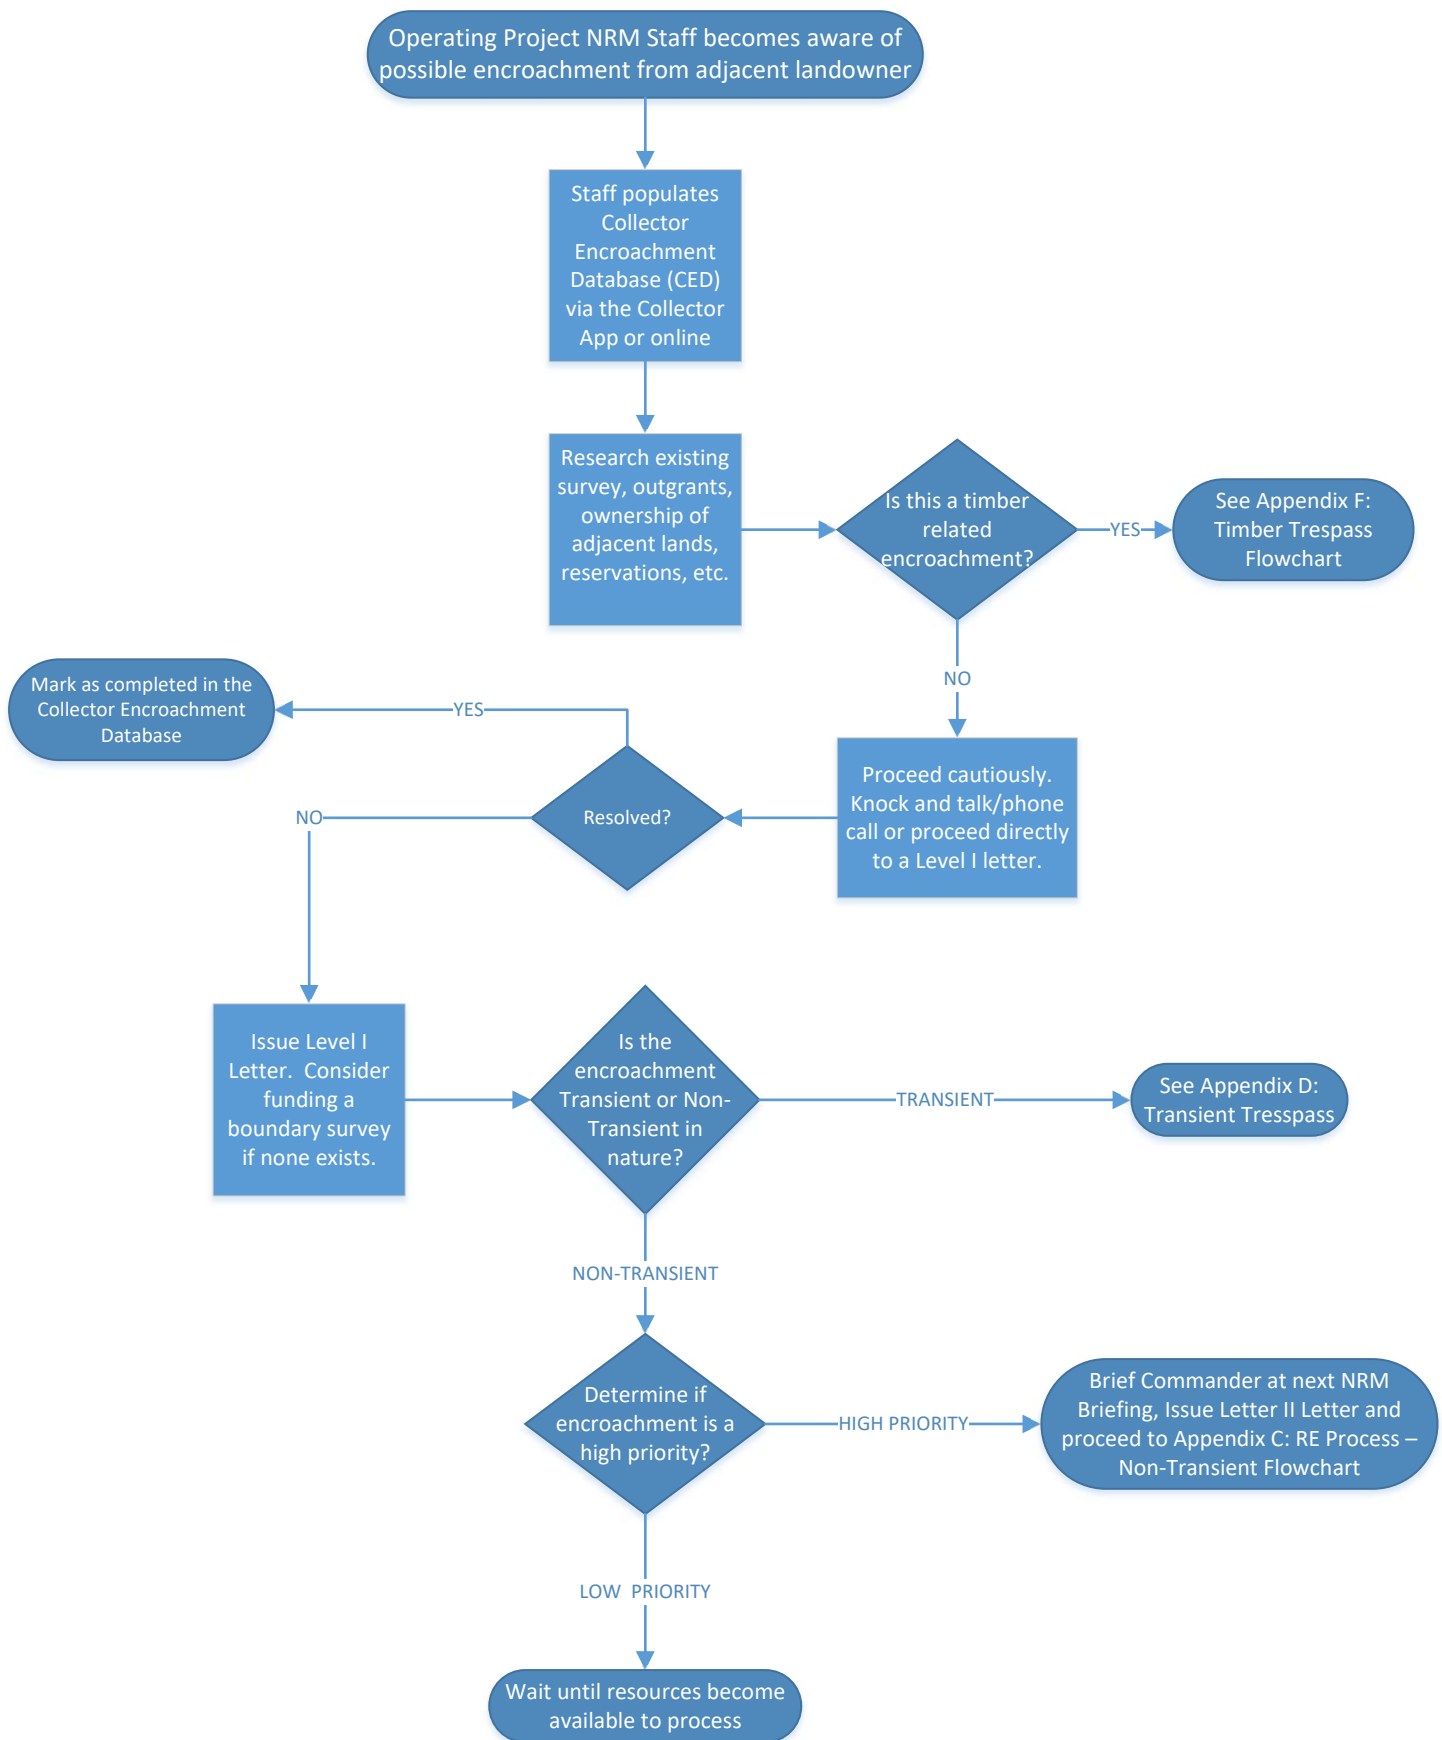 Operating Project NRM Staff becomes aware of
possible encroachment from adjacent landowner
Staff populates
Collector
Encroachment
Database (CED)
via the Collector
App or online
Research existing
survey, outgrants,
ownership of
adjacent lands,
reservations, etc.
Is this a timber
related
encroachment?
YES
See Appendix F:
Timber Trespass
Flowchart
NO
Proceed cautiously.
Knock and talk/phone
call or proceed directly
to a Level I letter.
Resolved?
YES
Mark as completed in the
Collector Encroachment
Database
NO
Issue Level I
Letter.  Consider
funding a
boundary survey
if none exists.
Is the
encroachment
Transient or Non-
Transient in
nature?
TRANSIENT
See Appendix D:
Transient Tresspass
NON-TRANSIENT
Determine if
encroachment is a
high priority?
HIGH PRIORITY
Brief Commander at next NRM
Briefing, Issue Letter II Letter and
proceed to Appendix C: RE Process –
Non-Transient Flowchart
LOW  PRIORITY
Wait until resources become
available to process